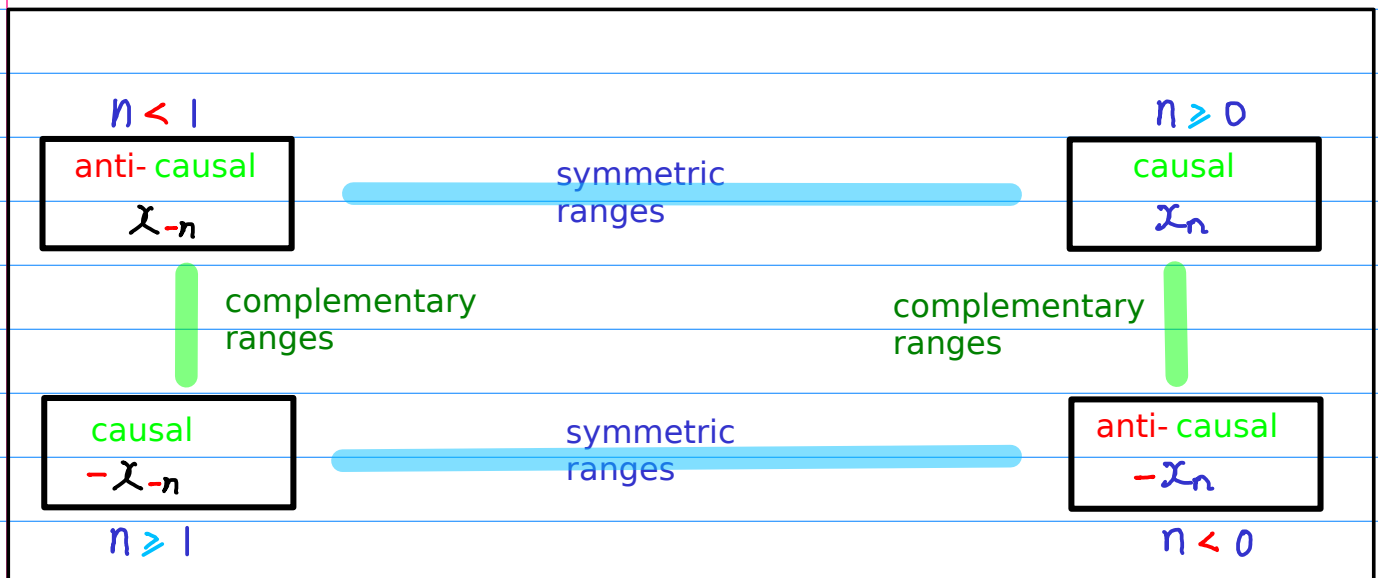 n < 1
n ⩾ 0
anti- causal
causal
x₋ₙ
xₙ
symmetric
ranges
complementary
ranges
complementary
ranges
causal
anti- causal
-x₋ₙ
-xₙ
symmetric
ranges
n ⩾ 1
n < 0